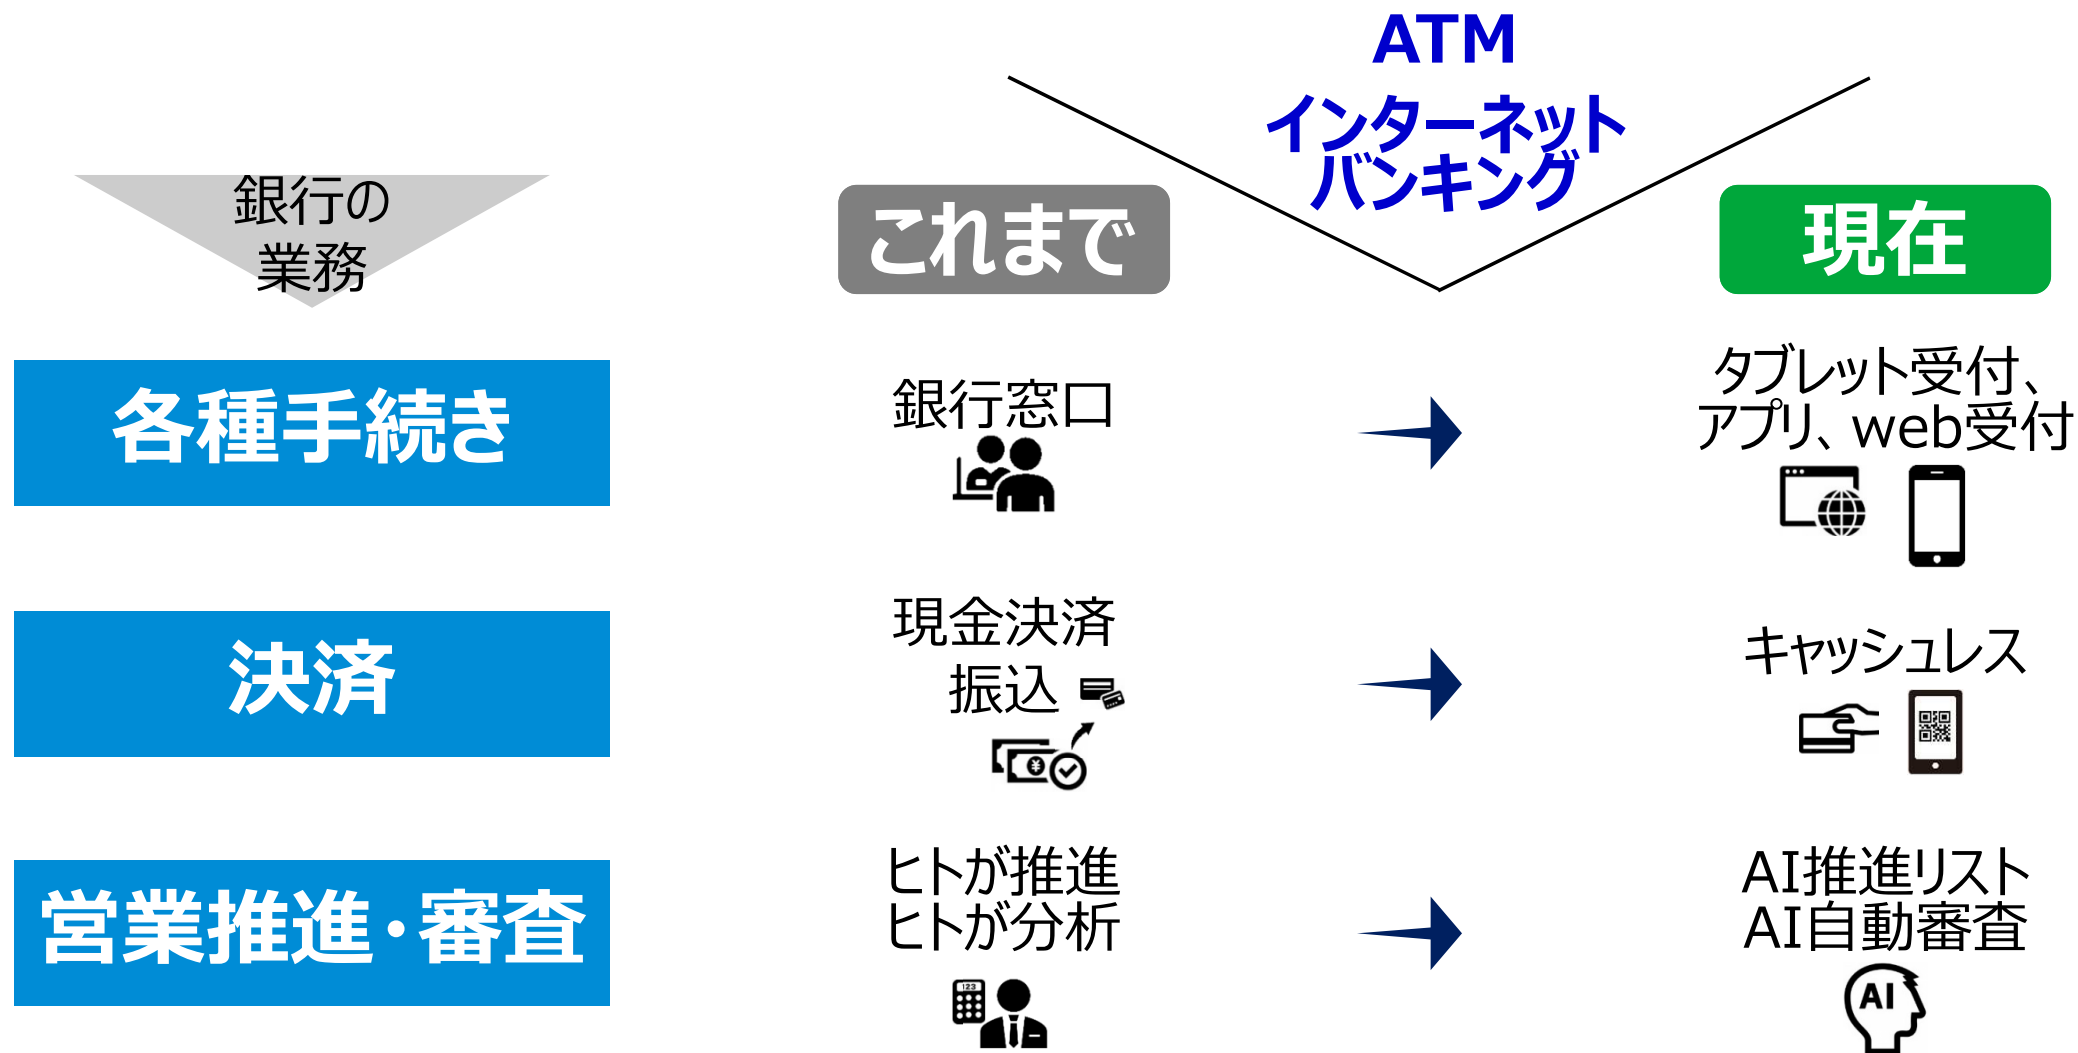 ATM
インターネット
バンキング
銀行の
業務
これまで
現在
各種手続き
銀行窓口
タブレット受付、
アプリ、web受付
決済
現金決済
振込
キャッシュレス
営業推進・審査
ヒトが推進
ヒトが分析
AI推進リスト
AI自動審査
123
¥
AI